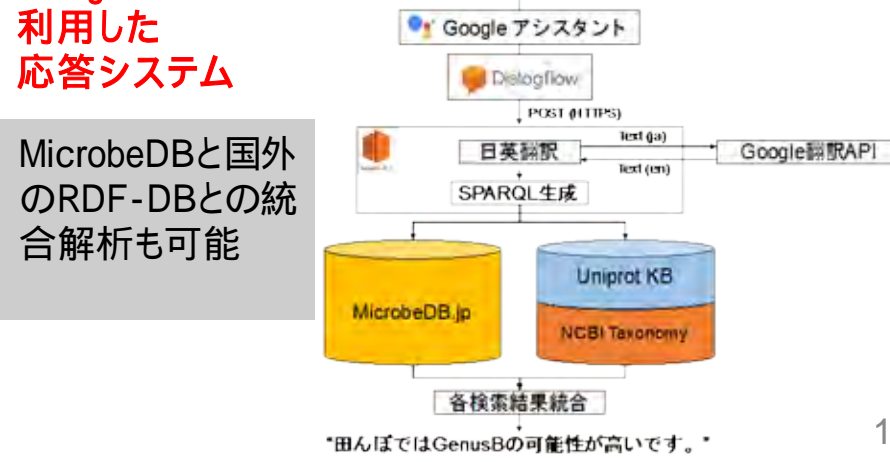 利用した
応答システム
MicrobeDBと国外
のRDF-DBとの統
合解析も可能
Google アシスタント
Dialogflow
POST (HTTPS)
日英翻訳
Text (ja)
Text (en)
Google翻訳API
SPARQL生成
MicrobeDB.jp
Uniprot KB
NCBI Taxonomy
各検索結果統合
"田んぼではGenusBの可能性が高いです。"
1